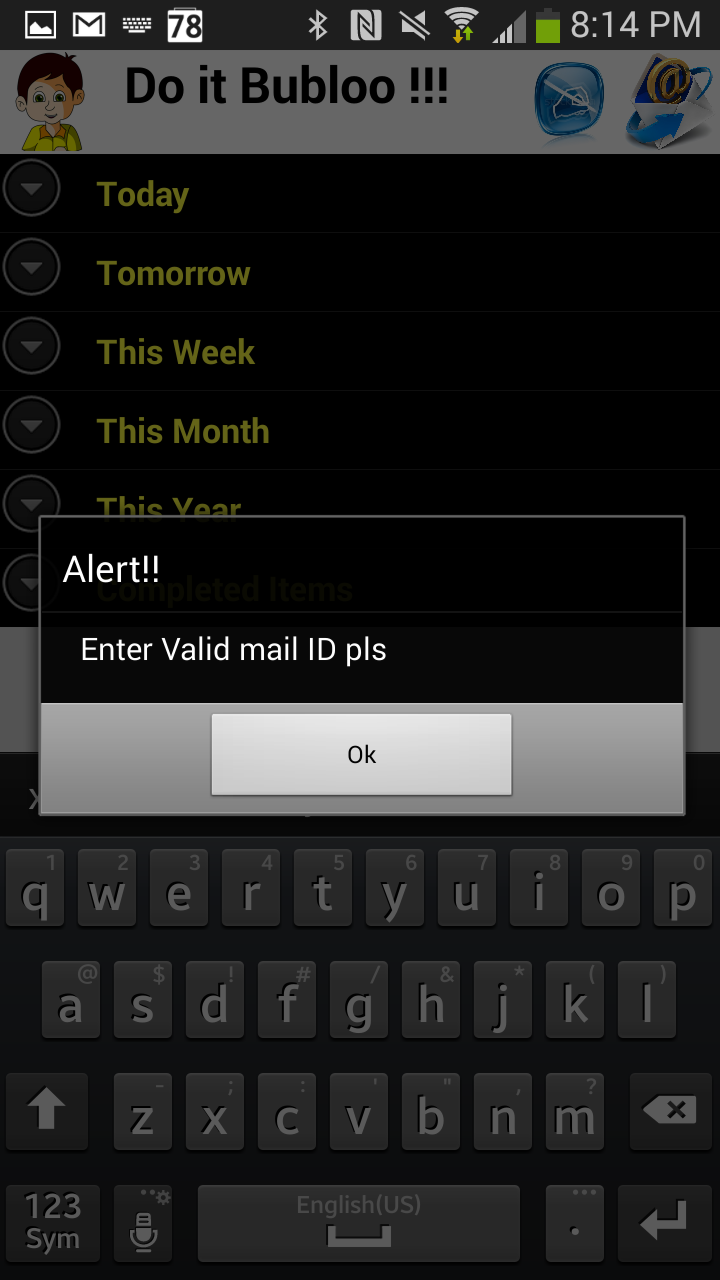 78 8:14 PM
Do it Bubloo !!!
Today
Tomorrow
This Week
This Month
This Year
Completed Items
Alert!!
Enter Valid mail ID pls
Ok
1 2 3 4 5 6 7 8 9 0
q w e r t y u i o p
@ $ ! # / & * ( )
a s d f g h j k l
- ; : ' " , ?
z x c v b n m
123 Sym English(US) .